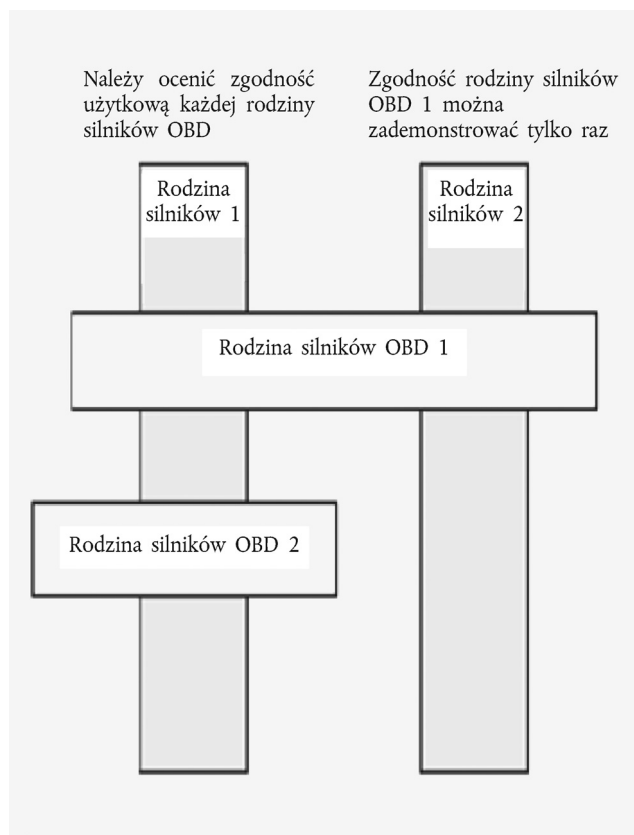 Należy ocenić zgodność
użytkową każdej rodziny
silników OBD
Zgodność rodziny silników
OBD 1 można
zademonstrować tylko raz
Rodzina
silników 1
Rodzina
silników 2
Rodzina silników OBD 1
Rodzina silników OBD 2